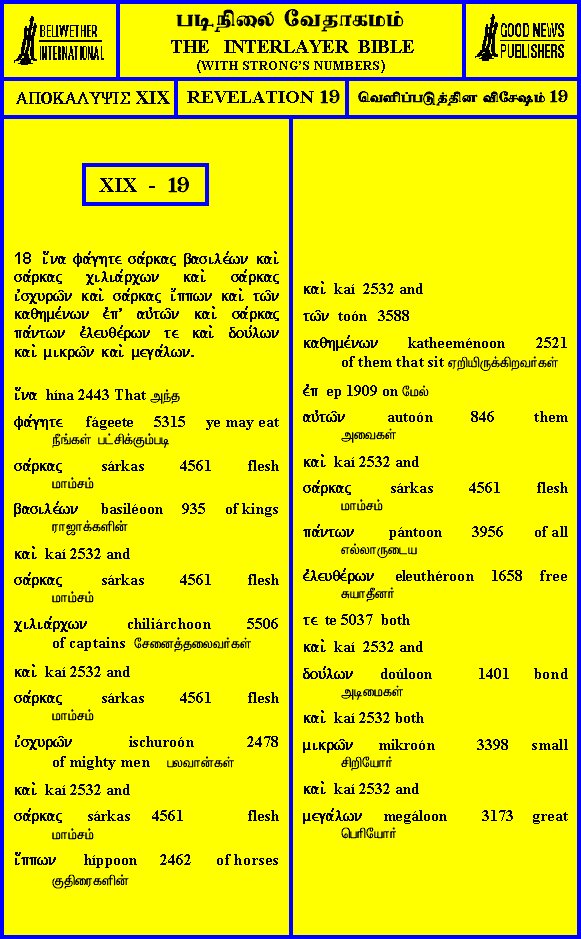 BELLWETHER
INTERNATIONAL
படிநிலை வேதாகமம்
THE INTERLAYER BIBLE
(WITH STRONG'S NUMBERS)
GOOD NEWS
PUBLISHERS
ΑΠΟΚΑΛΥΨΙΣ XIX
REVELATION 19
வெளிப்படுத்தின விசேஷம் 19
XIX - 19
18 ἵνα φάγητε σάρκας βασιλέων καὶ
σάρκας χιλιάρχων καὶ σάρκας
ἰσχυρῶν καὶ σάρκας ἵππων καὶ τῶν
καθημένων ἐπ' αὐτῶν καὶ σάρκας
πάντων ἐλευθέρων τε καὶ δούλων
καὶ μικρῶν καὶ μεγάλων.
ἵνα hína 2443 That அந்த
φάγητε fágeete 5315 ye may eat
நீங்கள் பட்சிக்கும்படி
σάρκας sárkas 4561 flesh
மாம்சம்
βασιλέων basiléoon 935 of kings
ராஜாக்களின்
καὶ kaí 2532 and
σάρκας sárkas 4561 flesh
மாம்சம்
χιλιάρχων chiliárchoon 5506
of captains சேனைத்தலைவர்கள்
καὶ kaí 2532 and
σάρκας sárkas 4561 flesh
மாம்சம்
ἰσχυρῶν ischuroón 2478
of mighty men பலவான்கள்
καὶ kaí 2532 and
σάρκας sárkas 4561 flesh
மாம்சம்
ἵππων híppoon 2462 of horses
குதிரைகளின்
καὶ kaí 2532 and
τῶν toón 3588
καθημένων katheeménoon 2521
of them that sit ஏறியிருக்கிறவர்கள்
ἐπ ep 1909 on மேல்
αὐτῶν autoón 846 them
அவைகள்
καὶ kaí 2532 and
σάρκας sárkas 4561 flesh
மாம்சம்
πάντων pántoon 3956 of all
எல்லாருடைய
ἐλευθέρων eleuthéroon 1658 free
சுயாதீனர்
τε te 5037 both
καὶ kaí 2532 and
δούλων doúloon 1401 bond
அடிமைகள்
καὶ kaí 2532 both
μικρῶν mikroón 3398 small
சிறியோர்
καὶ kaí 2532 and
μεγάλων megáloon 3173 great
பெரியோர்